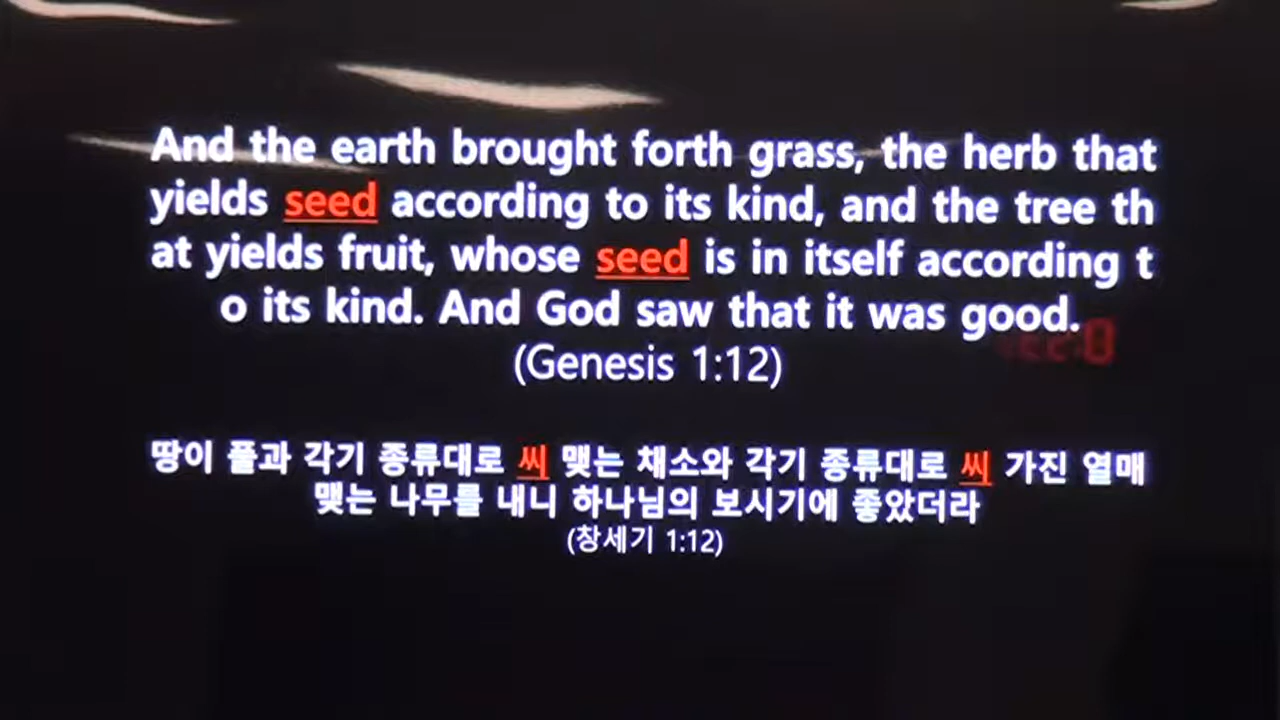 And the earth brought forth grass, the herb that
yields seed according to its kind, and the tree th
at yields fruit, whose seed is in itself according t
o its kind. And God saw that it was good.
(Genesis 1:12)
땅이 풀과 각기 종류대로 씨 맺는 채소와 각기 종류대로 씨 가진 열매
맺는 나무를 내니 하나님의 보시기에 좋았더라
(창세기 1:12)